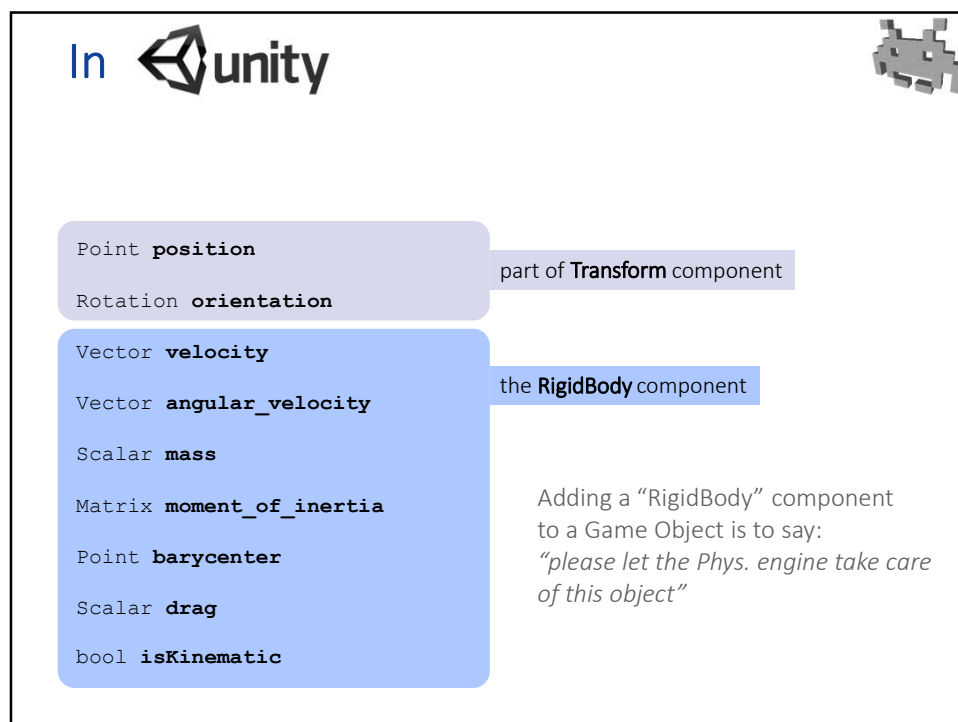 In unity
Point position
Rotation orientation
part of Transform component
Vector velocity
Vector angular_velocity
Scalar mass
Matrix moment_of_inertia
Point barycenter
Scalar drag
bool isKinematic
the RigidBody component
Adding a “RigidBody” component
to a Game Object is to say:
“please let the Phys. engine take care
of this object”